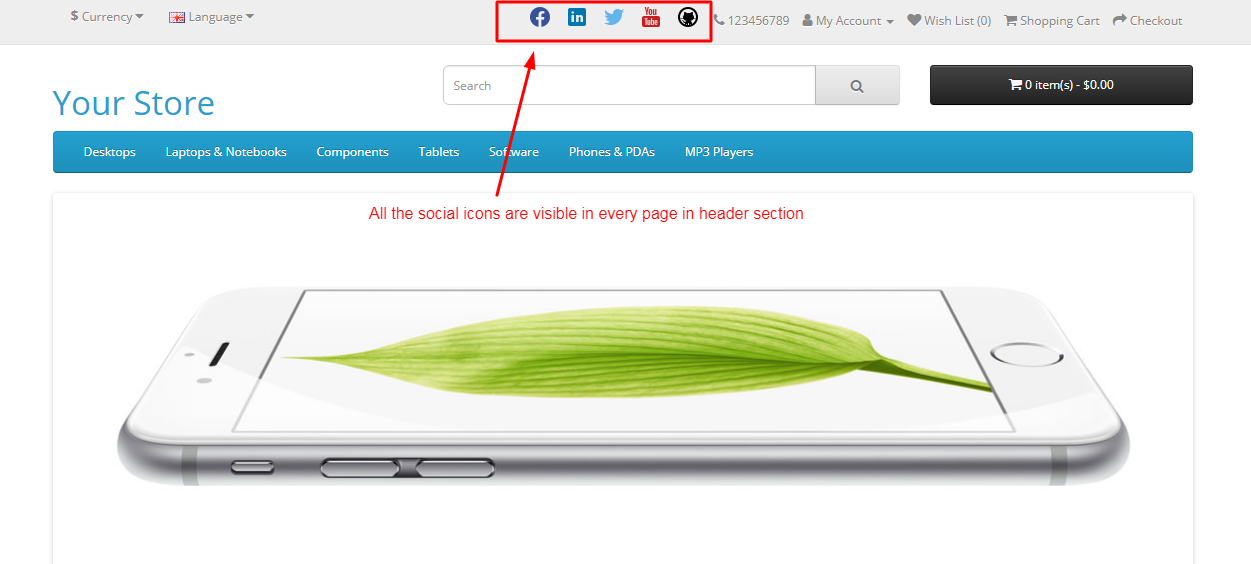 $ Currency Language You Tube 123456789 My Account Wish List (0) Shopping Cart Checkout
Search
0 item(s) - $0.00
Your Store
Desktops Laptops & Notebooks Components Tablets Software Phones & PDAs MP3 Players
All the social icons are visible in every page in header section